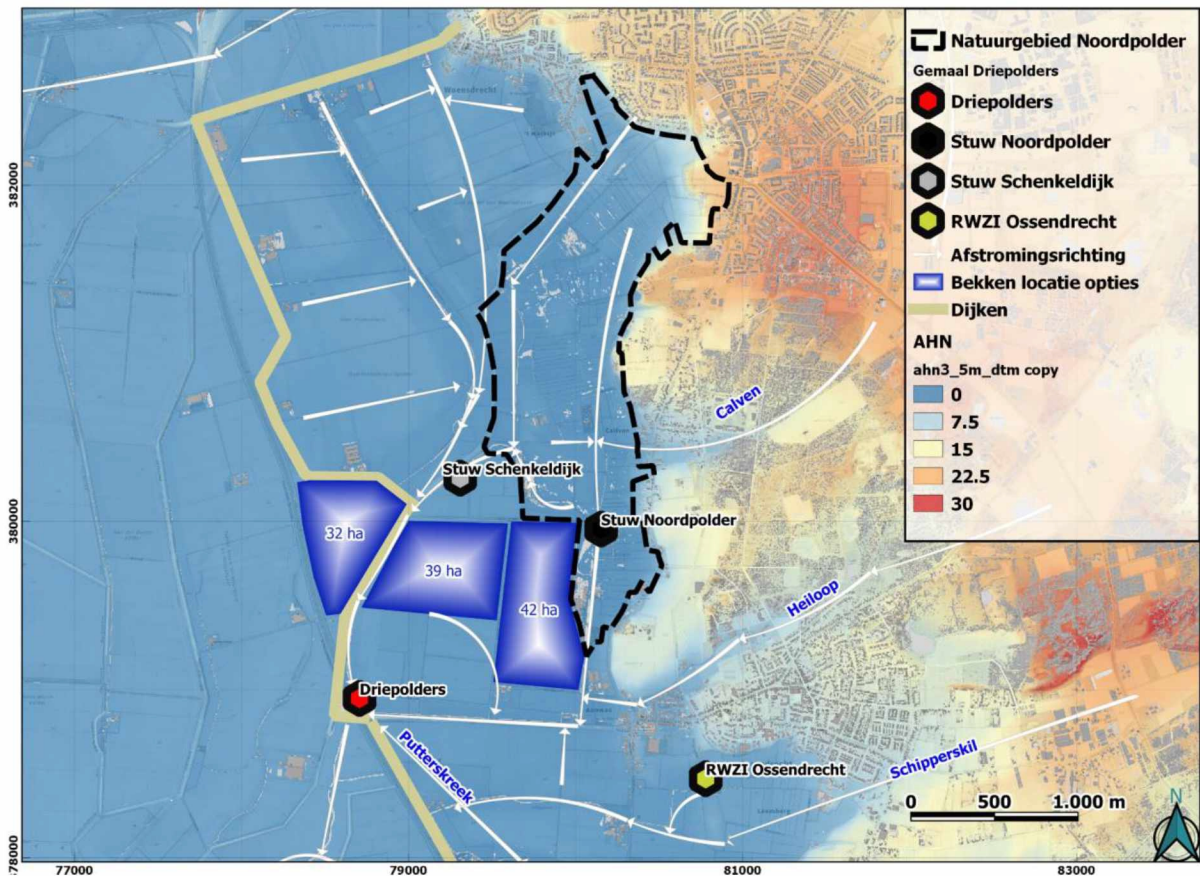 Natuurgebied Noordpolder
Gemaal Driepolders
Driepolders
Stuw Noordpolder
Stuw Schenkeldijk
RWZI Ossendrecht
Afstromingsrichting
Bekken locatie opties
Dijken
AHN
ahn3_5m_dtm copy
0
7.5
15
22.5
30
Woensdrecht
382000
Calven
Stuw Schenkeldijk
380000
Stuw Noordpolder
32 ha
39 ha
42 ha
Heiloop
Driepolders
Putterskreek
RWZI Ossendrecht
Schipperskil
0 500 1.000 m
N
378000
77000 79000 81000 83000